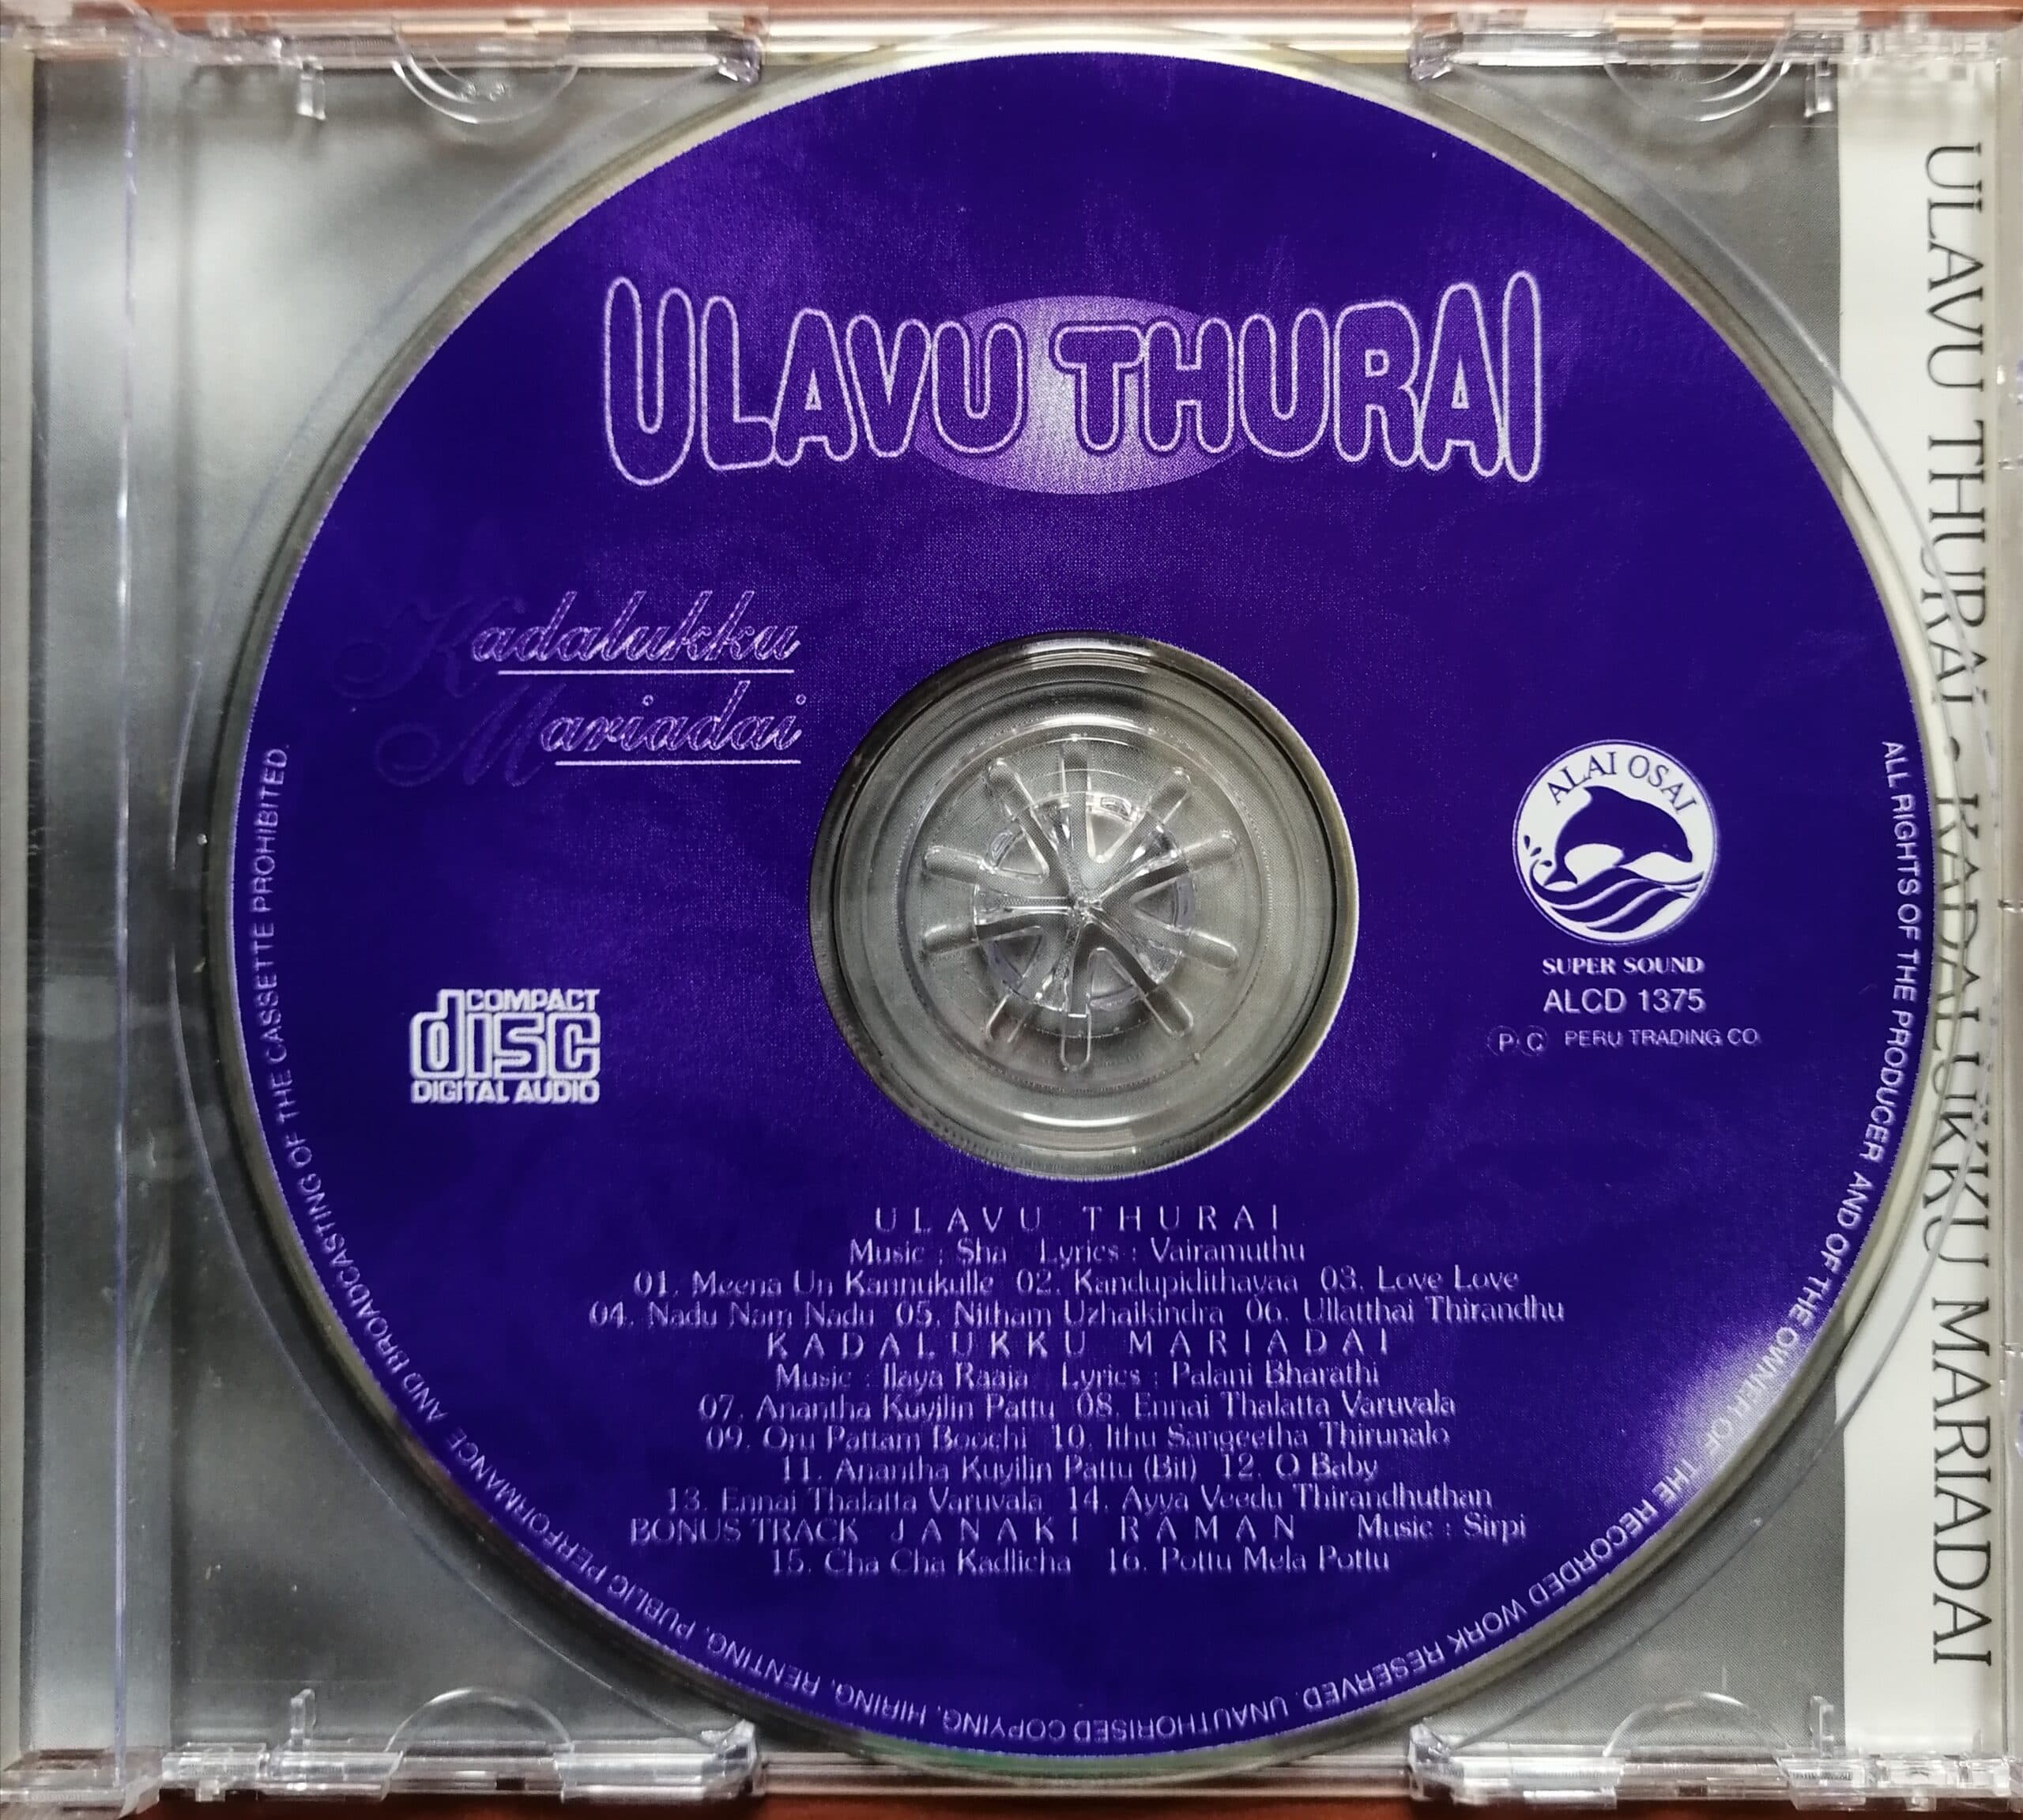 ULAVU THURAI
Kadalukku
Mariadai
COMPACT
disc
DIGITAL AUDIO
ALAI OSAI
SUPER SOUND
ALCD 1375
P C PERU TRADING CO
ULAVU THURAI
Music : Sha Lyrics : Vairamuthu
01. Meena Un Kannukulle 02. Kandupidithayaa 03. Love Love
04. Nadu Nam Nadu 05. Nitham Uzhaikindra 06. Ullatthai Thirandhu
KADALUKKU MARIADAI
Music : Ilaya Raaja Lyrics : Palani Bharathi
07. Anantha Kuyilin Pattu 08. Ennai Thalatta Varuvala
09. Oru Pattam Boochi 10. Ithu Sangeetha Thirunalo
11. Anantha Kuyilin Pattu (Bit) 12. O Baby
13. Ennai Thalatta Varuvala 14. Ayya Veedu Thirandhuthan
BONUS TRACK JANAKI RAMAN Music : Sirpi
15. Cha Cha Kadlicha 16. Pottu Mela Pottu
ALL RIGHTS OF THE PRODUCER AND OF THE OWNER OF THE RECORDED WORK RESERVED. UNAUTHORISED COPYING, HIRING, RENTING, PUBLIC PERFORMANCE AND BROADCASTING OF THE CASSETTE PROHIBITED.
ULAVU THURAI • KADALUKKU MARIADAI